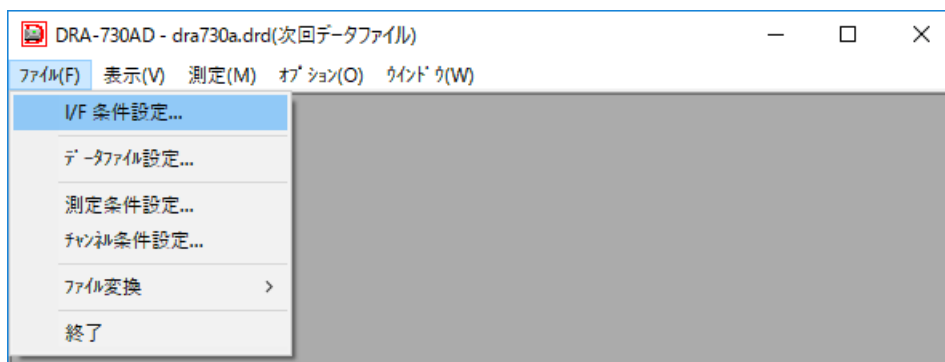 DRA-730AD - dra730a.drd(次回データファイル)
ﾌｧｲﾙ(F) 表示(V) 測定(M) ｵﾌﾟｼｮﾝ(O) ｳｲﾝﾄﾞｳ(W)
I/F 条件設定...
ﾃﾞｰﾀﾌｧｲﾙ設定...
測定条件設定...
ﾁｬﾝﾈﾙ条件設定...
ﾌｧｲﾙ変換
終了